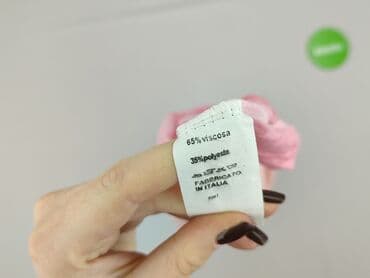 65% viscosa
35% polyeste
FABBRICATO
IN ITALIA